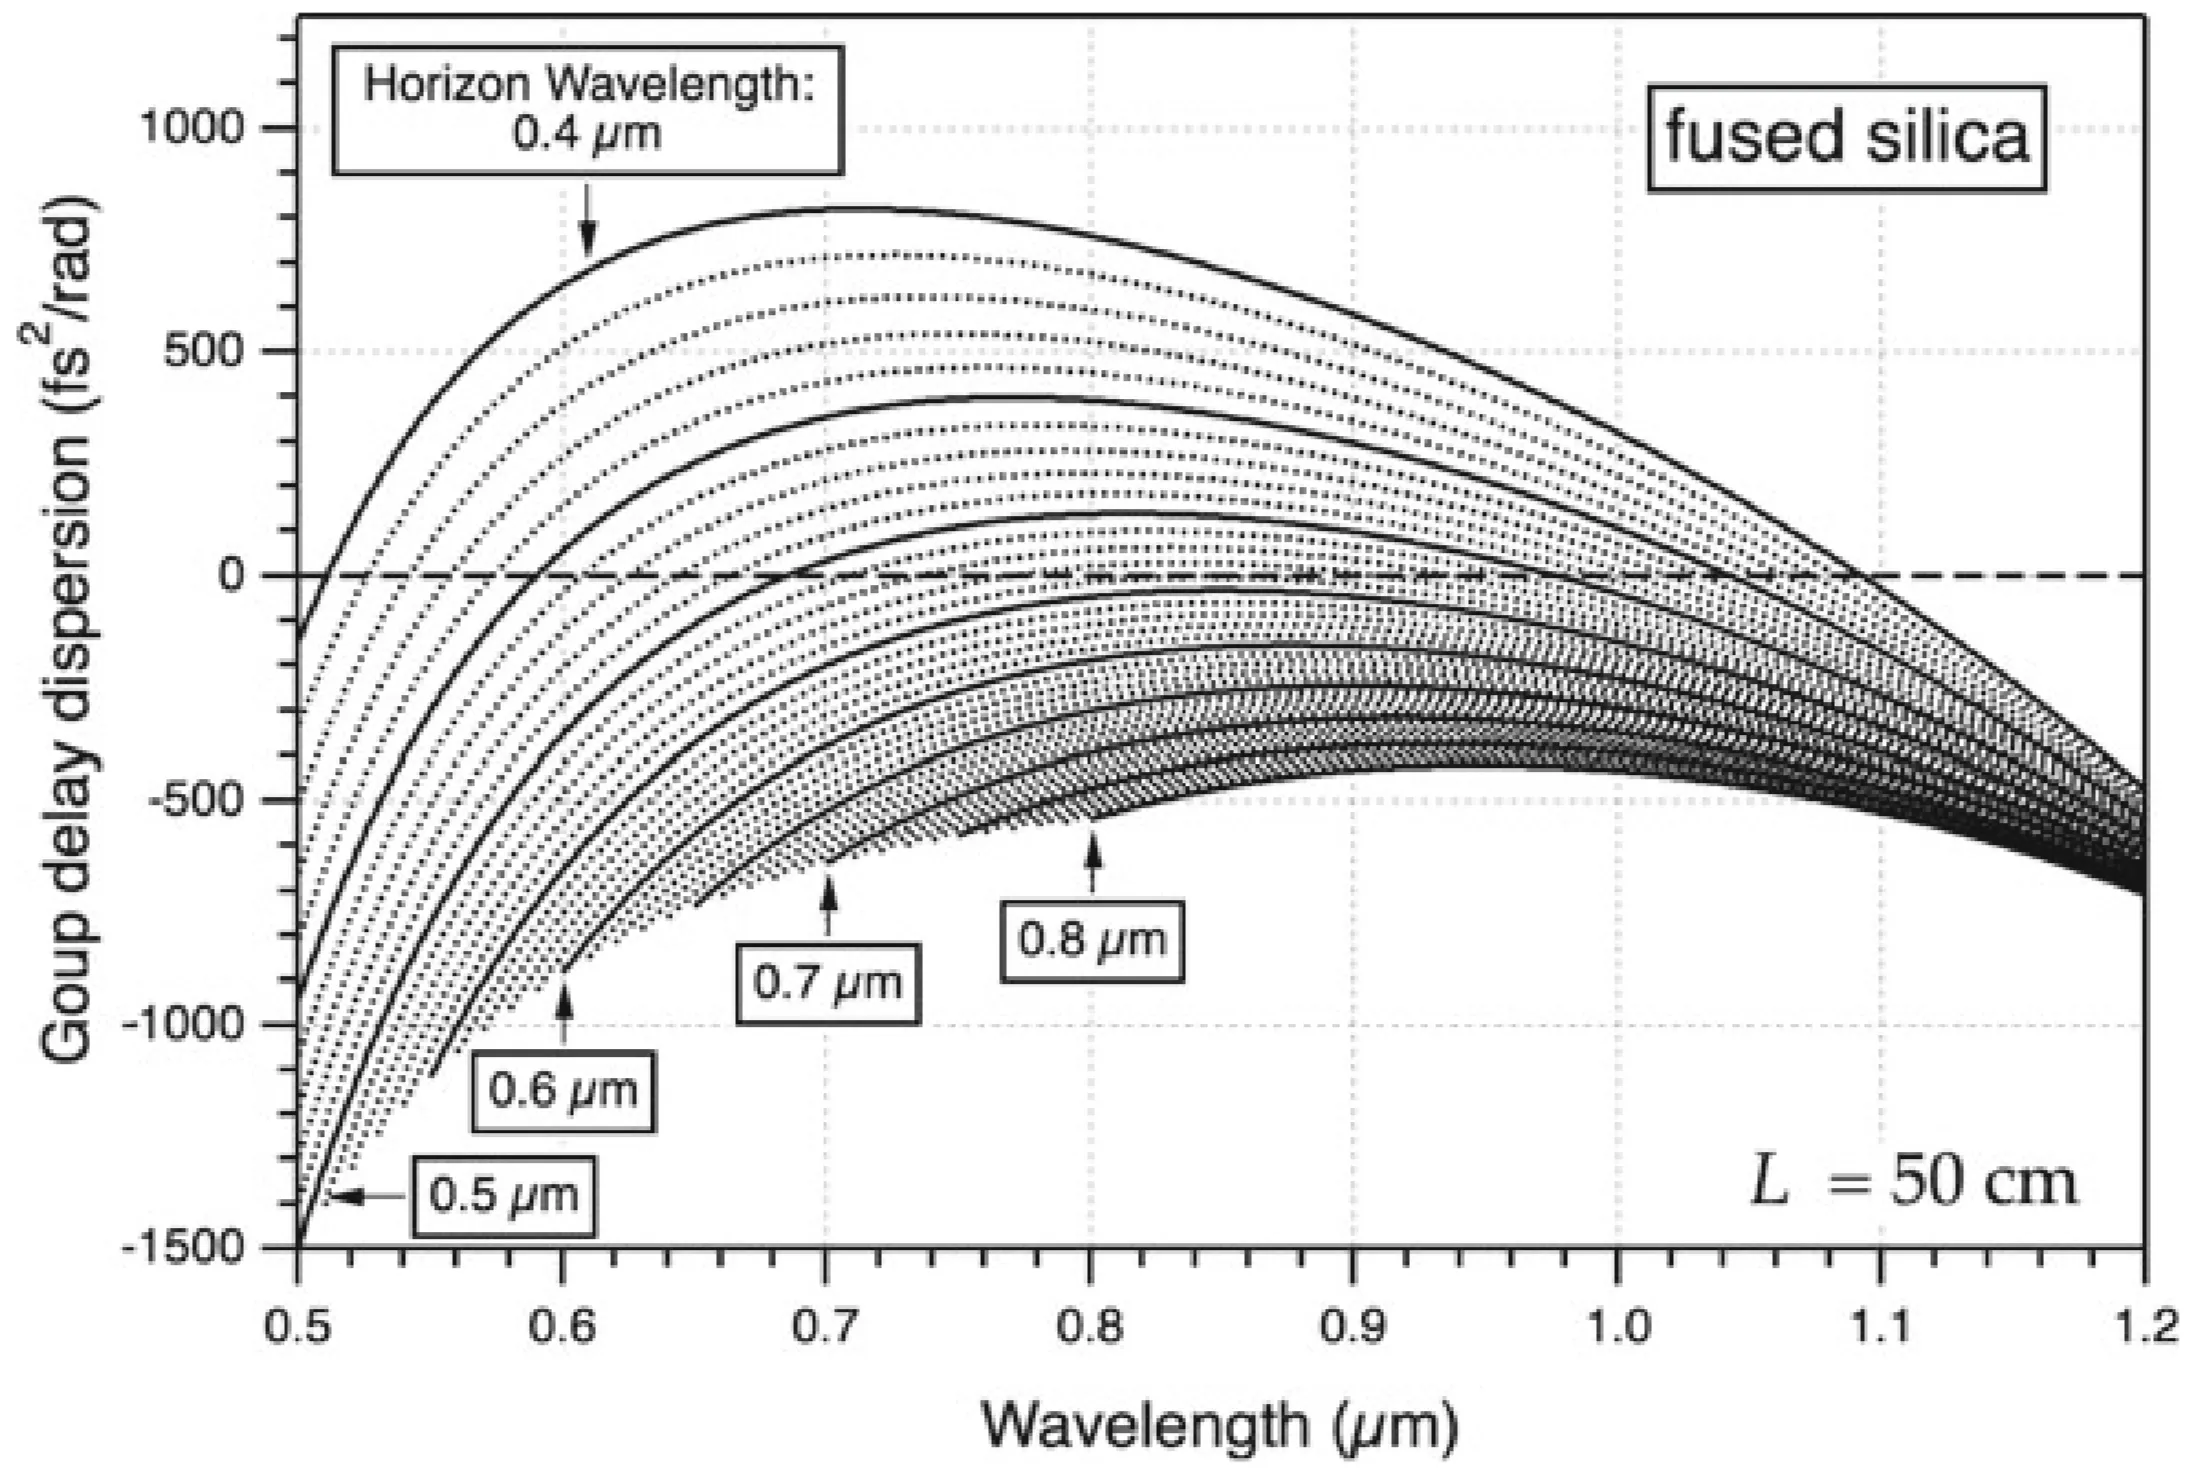 Horizon Wavelength:
0.4 µm
fused silica
Goup delay dispersion (fs²/rad)
1000
500
0
-500
-1000
-1500
0.7 µm
0.8 µm
0.6 µm
0.5 µm
L = 50 cm
0.5 0.6 0.7 0.8 0.9 1.0 1.1 1.2
Wavelength (µm)